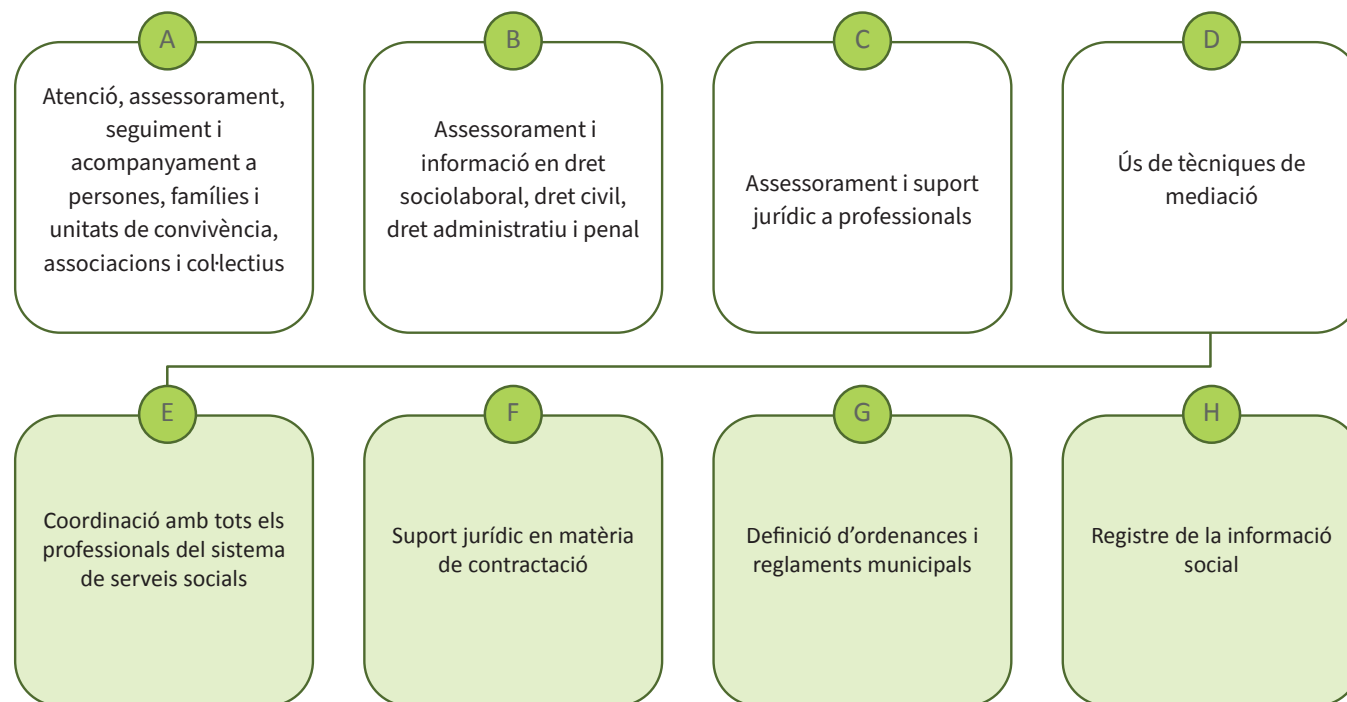 A
Atenció, assessorament,
seguiment i
acompanyament a
persones, famílies i
unitats de convivència,
associacions i col·lectius
B
Assessorament i
informació en dret
sociolaboral, dret civil,
dret administratiu i penal
C
Assessorament i suport
jurídic a professionals
D
Ús de tècniques de
mediació
E
Coordinació amb tots els
professionals del sistema
de serveis socials
F
Suport jurídic en matèria
de contractació
G
Definició d’ordenances i
reglaments municipals
H
Registre de la informació
social